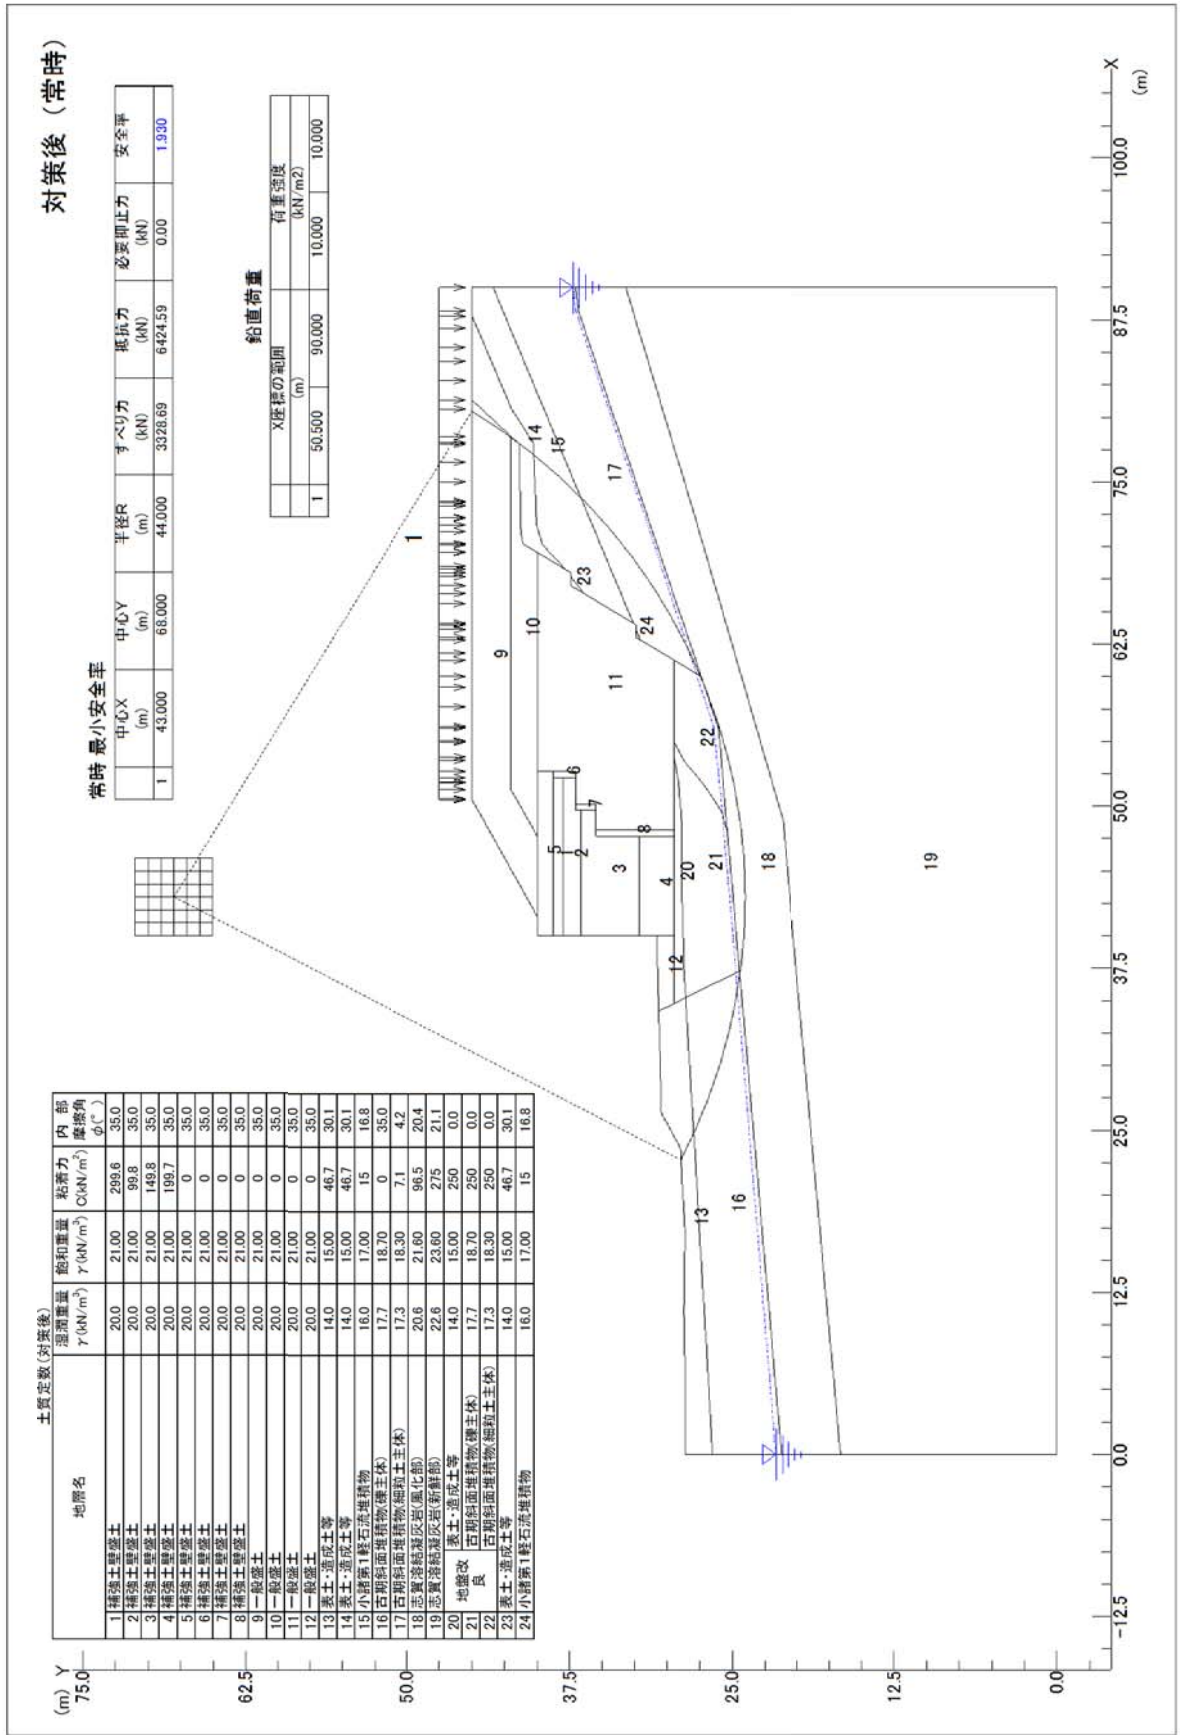 対策後（常時）
土質定数(対策後)
地層名 湿潤重量 γ(kN/m³) 飽和重量 γ(kN/m³) 粘着力 C(kN/m²) 内部摩擦角 φ(°)
1 補強土壁盛土 20.0 21.00 299.6 35.0
2 補強土壁盛土 20.0 21.00 99.8 35.0
3 補強土壁盛土 20.0 21.00 149.8 35.0
4 補強土壁盛土 20.0 21.00 199.7 35.0
5 補強土壁盛土 20.0 21.00 0 35.0
6 補強土壁盛土 20.0 21.00 0 35.0
7 補強土壁盛土 20.0 21.00 0 35.0
8 補強土壁盛土 20.0 21.00 0 35.0
9 一般盛土 20.0 21.00 0 35.0
10 一般盛土 20.0 21.00 0 35.0
11 一般盛土 20.0 21.00 0 35.0
12 一般盛土 20.0 21.00 0 35.0
13 表土・造成土等 14.0 15.00 46.7 30.1
14 表土・造成土等 14.0 15.00 46.7 30.1
15 小諸第1軽石流堆積物 16.0 17.00 15 16.8
16 古期斜面堆積物(礫主体) 17.7 18.70 0 35.0
17 古期斜面堆積物(細粒土主体) 17.3 18.30 7.1 4.2
18 志賀溶結凝灰岩(風化部) 20.6 21.60 96.5 20.4
19 志賀溶結凝灰岩(新鮮部) 22.6 23.60 275 21.1
地盤改良
20 表土・造成土等 14.0 15.00 250 0.0
21 古期斜面堆積物(礫主体) 17.7 18.70 250 0.0
22 古期斜面堆積物(細粒土主体) 17.3 18.30 250 0.0
23 表土・造成土等 14.0 15.00 46.7 30.1
24 小諸第1軽石流堆積物 16.0 17.00 15 16.8
常時 最小安全率
中心X (m) 中心Y (m) 半径R (m) すべり力 (kN) 抵抗力 (kN) 必要抑止力 (kN) 安全率
1 43.000 68.000 44.000 3328.69 6424.59 0.00 1.930
鉛直荷重
X座標の範囲 (m) 荷重強度 (kN/m2)
1 50.500 90.000 10.000 10.000
(m) Y
75.0
62.5
50.0
37.5
25.0
12.5
0.0
1
9
10
14
15
17
11
23
24
6
7
8
5
1
2
3
4
20
21
22
12
18
19
13
16
-12.5 0.0 12.5 25.0 37.5 50.0 62.5 75.0 87.5 100.0 X
(m)